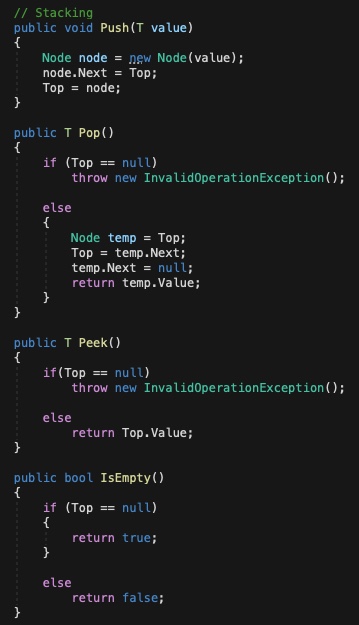 // Stacking
public void Push(T value)
{
    Node node = new Node(value);
    node.Next = Top;
    Top = node;
}

public T Pop()
{
    if (Top == null)
        throw new InvalidOperationException();

    else
    {
        Node temp = Top;
        Top = temp.Next;
        temp.Next = null;
        return temp.Value;
    }
}

public T Peek()
{
    if(Top == null)
        throw new InvalidOperationException();

    else
        return Top.Value;
}

public bool IsEmpty()
{
    if (Top == null)
    {
        return true;
    }

    else
        return false;
}